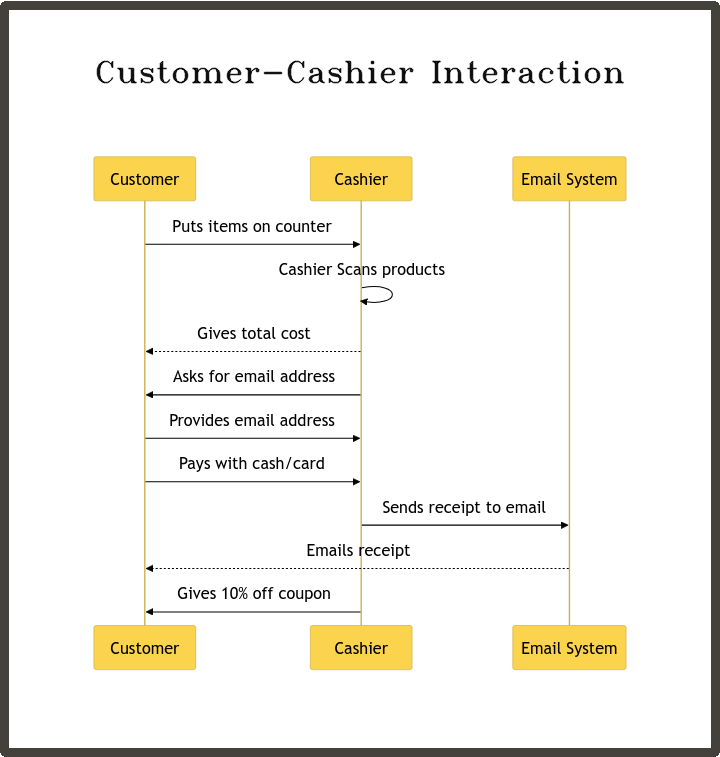 Customer-Cashier Interaction
Customer
Cashier
Email System
Puts items on counter
Cashier Scans products
Gives total cost
Asks for email address
Provides email address
Pays with cash/card
Sends receipt to email
Emails receipt
Gives 10% off coupon
Customer
Cashier
Email System